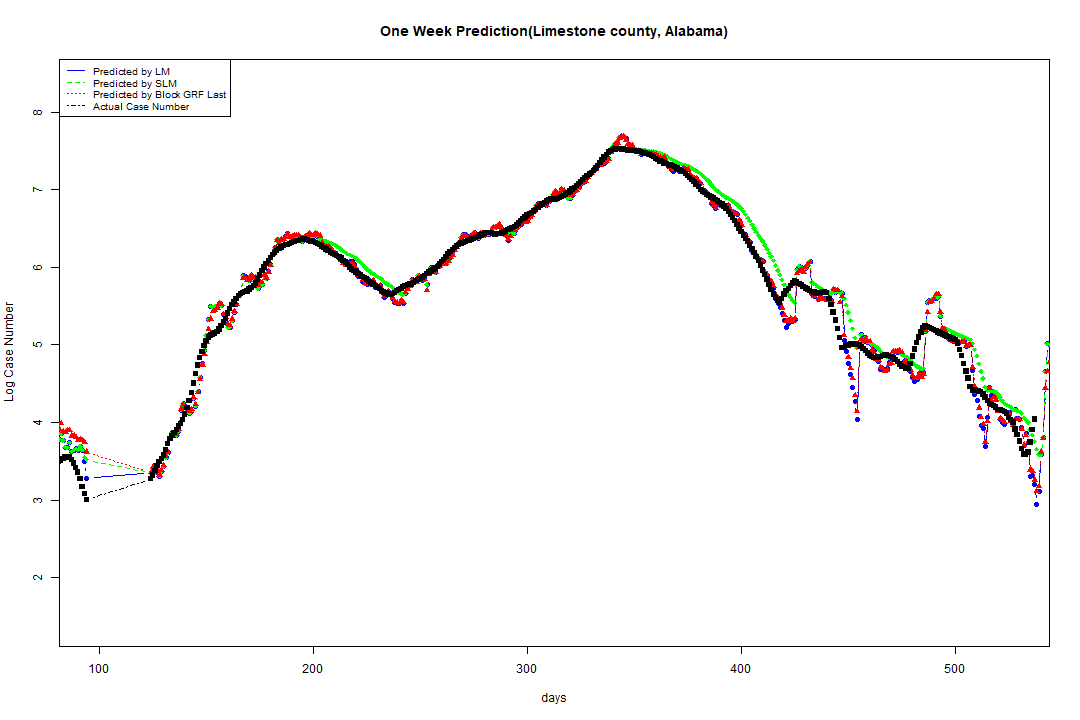 One Week Prediction(Limestone county, Alabama)
Predicted by LM
Predicted by SLM
Predicted by Block GRF Last
Actual Case Number
8
7
6
5
4
3
2
Log Case Number
100 200 300 400 500
days